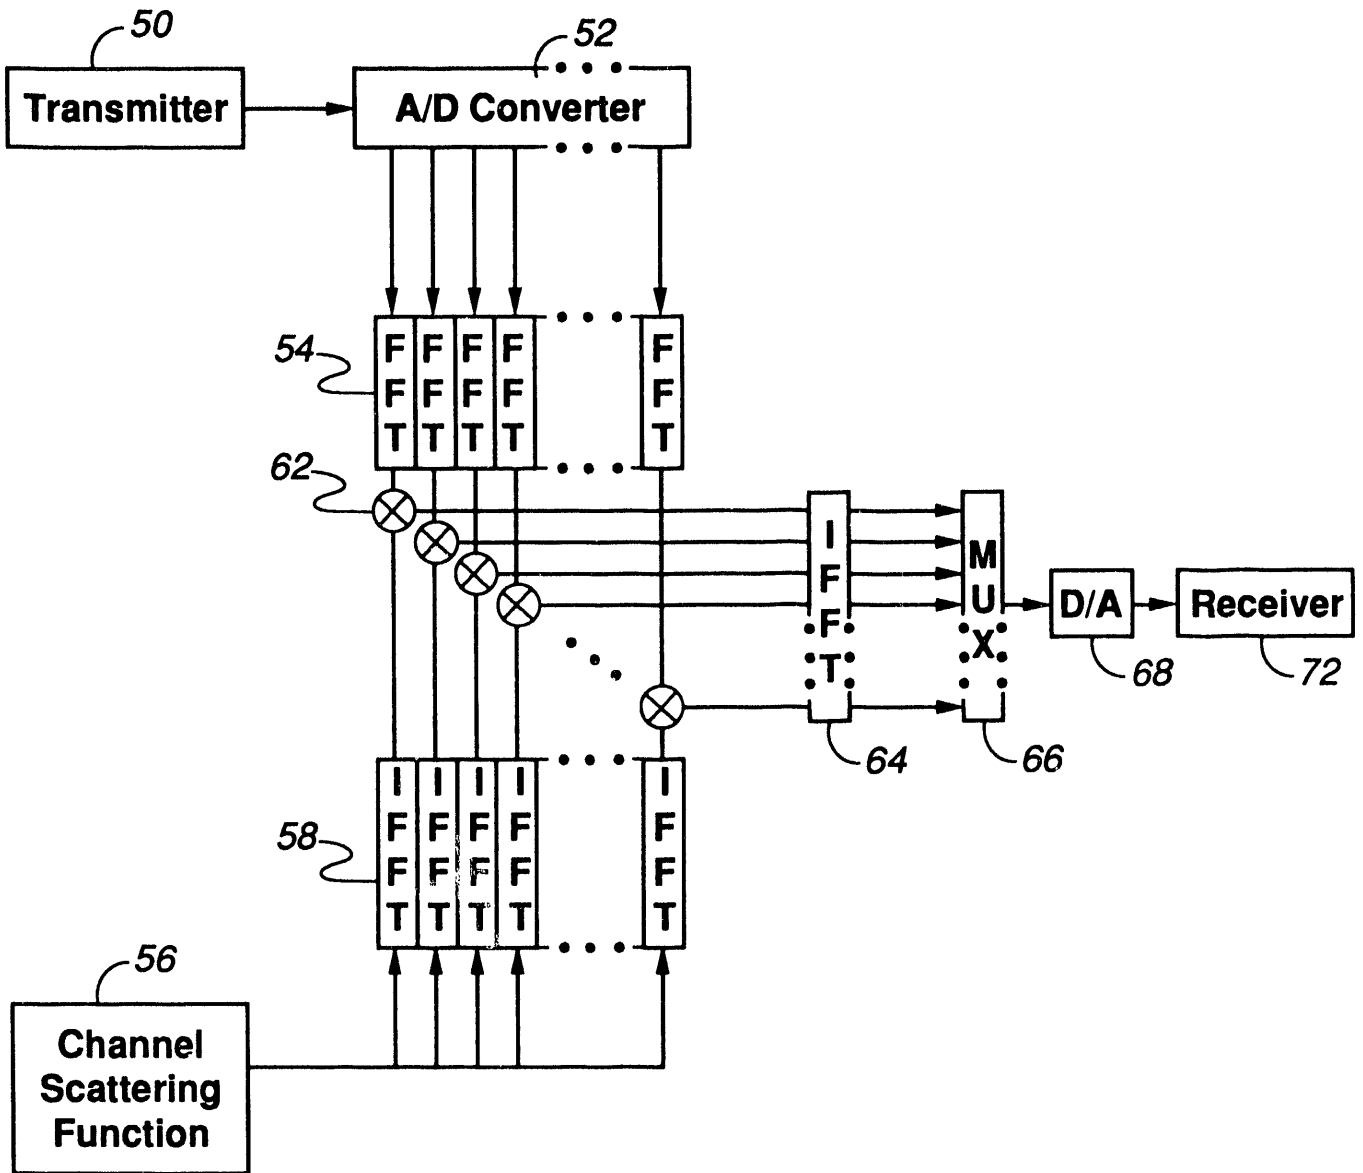 50
52
Transmitter
A/D Converter
54
FFT FFT FFT FFT FFT
62
IFFT
MUX
D/A
Receiver
64
66
68
72
58
IFFT IFFT IFFT IFFT IFFT
56
Channel
Scattering
Function